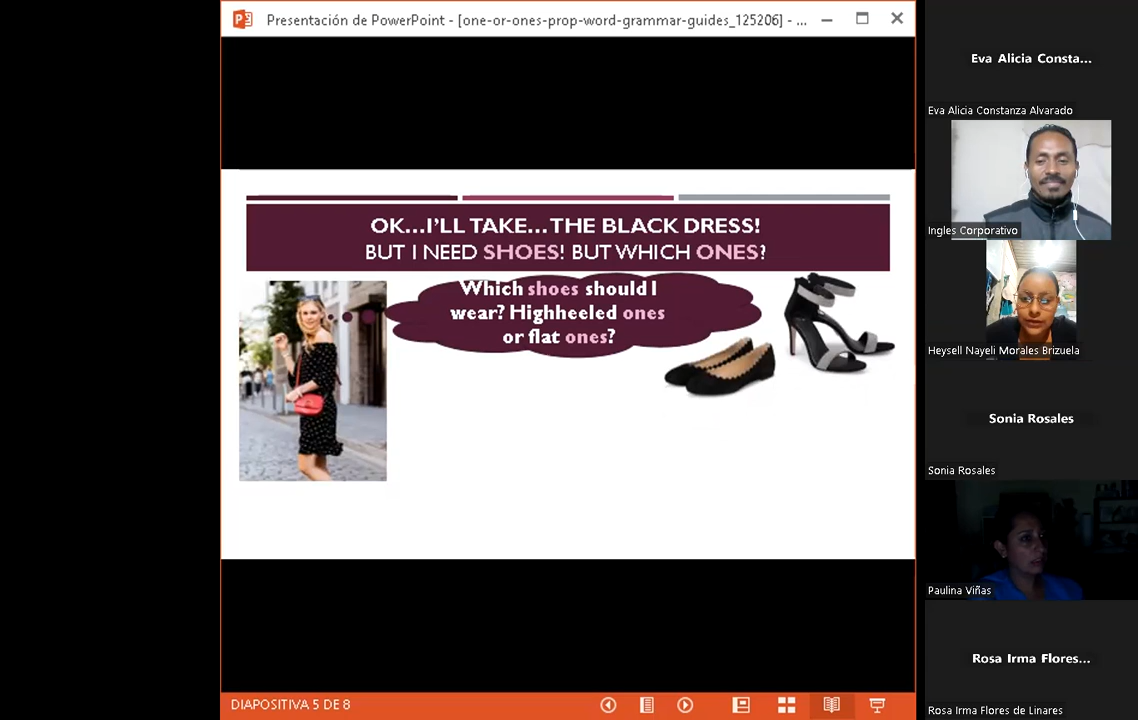 Presentación de PowerPoint - [one-or-ones-prop-word-grammar-guides_125206] - ...
OK...I'LL TAKE...THE BLACK DRESS!
BUT I NEED SHOES! BUT WHICH ONES?
Which shoes should I
wear? Highheeled ones
or flat ones?
DIAPOSITIVA 5 DE 8
Eva Alicia Consta...
Eva Alicia Constanza Alvarado
Ingles Corporativo
Heysell Nayeli Morales Brizuela
Sonia Rosales
Sonia Rosales
Paulina Viñas
Rosa Irma Flores...
Rosa Irma Flores de Linares